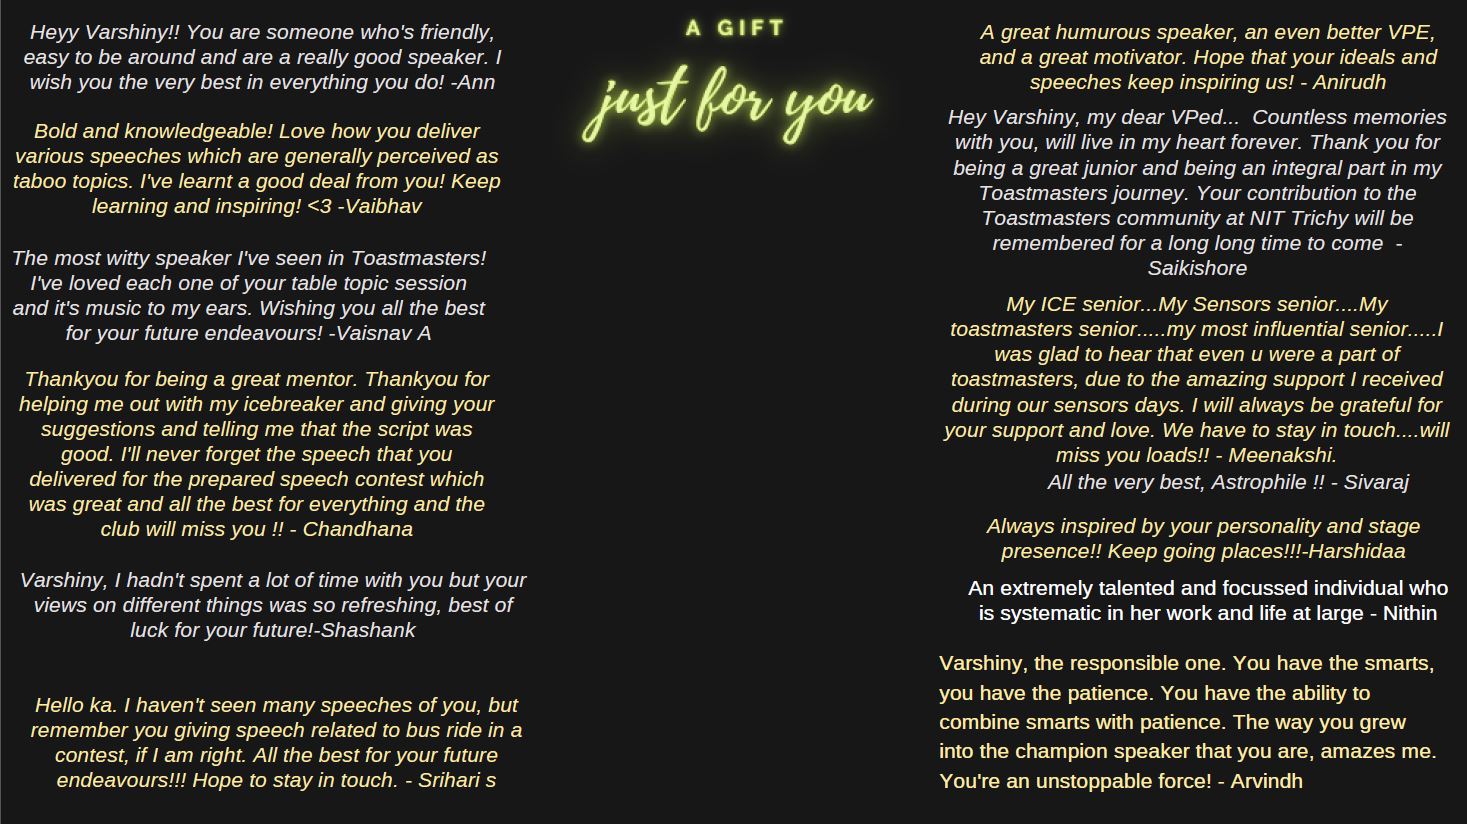 A GIFT
just for you
Heyy Varshiny!! You are someone who's friendly,
easy to be around and are a really good speaker. I
wish you the very best in everything you do! -Ann
Bold and knowledgeable! Love how you deliver
various speeches which are generally perceived as
taboo topics. I've learnt a good deal from you! Keep
learning and inspiring! <3 -Vaibhav
The most witty speaker I've seen in Toastmasters!
I've loved each one of your table topic session
and it's music to my ears. Wishing you all the best
for your future endeavours! -Vaisnav A
Thankyou for being a great mentor. Thankyou for
helping me out with my icebreaker and giving your
suggestions and telling me that the script was
good. I'll never forget the speech that you
delivered for the prepared speech contest which
was great and all the best for everything and the
club will miss you !! - Chandhana
Varshiny, I hadn't spent a lot of time with you but your
views on different things was so refreshing, best of
luck for your future!-Shashank
Hello ka. I haven't seen many speeches of you, but
remember you giving speech related to bus ride in a
contest, if I am right. All the best for your future
endeavours!!! Hope to stay in touch. - Srihari s
A great humurous speaker, an even better VPE,
and a great motivator. Hope that your ideals and
speeches keep inspiring us! - Anirudh
Hey Varshiny, my dear VPed...  Countless memories
with you, will live in my heart forever. Thank you for
being a great junior and being an integral part in my
Toastmasters journey. Your contribution to the
Toastmasters community at NIT Trichy will be
remembered for a long long time to come  -
Saikishore
My ICE senior...My Sensors senior....My
toastmasters senior.....my most influential senior.....I
was glad to hear that even u were a part of
toastmasters, due to the amazing support I received
during our sensors days. I will always be grateful for
your support and love. We have to stay in touch....will
miss you loads!! - Meenakshi.
All the very best, Astrophile !! - Sivaraj
Always inspired by your personality and stage
presence!! Keep going places!!!-Harshidaa
An extremely talented and focussed individual who
is systematic in her work and life at large - Nithin
Varshiny, the responsible one. You have the smarts,
you have the patience. You have the ability to
combine smarts with patience. The way you grew
into the champion speaker that you are, amazes me.
You're an unstoppable force! - Arvindh